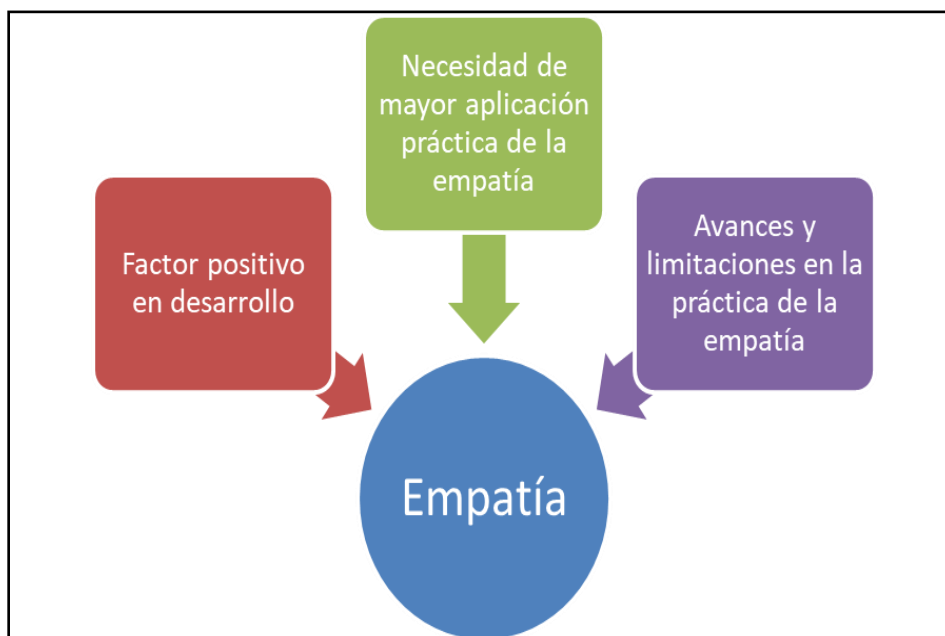 Necesidad de
mayor aplicación
práctica de la
empatía
Factor positivo
en desarrollo
Avances y
limitaciones en la
práctica de la
empatía
Empatía